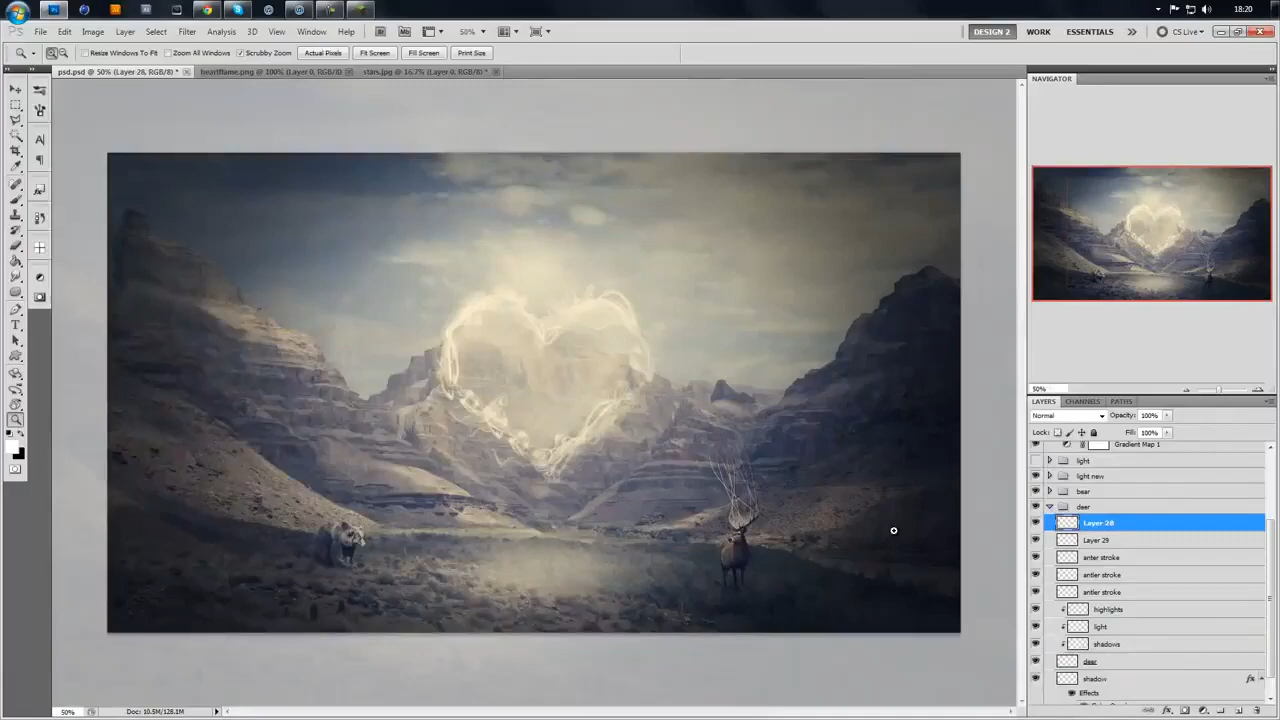 18:20
PS File Edit Image Layer Select Filter Analysis 3D View Window Help 50% DESIGN 2 WORK ESSENTIALS CS Live
Resize Windows To Fit Zoom All Windows Scrubby Zoom Actual Pixels Fit Screen Fill Screen Print Size
psd.psd @ 50% (Layer 28, RGB/8) * heartflame.png @ 100% (Layer 0, RGB/8) stars.jpg @ 16.7% (Layer 0, RGB/8) *
NAVIGATOR
50%
LAYERS CHANNELS PATHS
Normal Opacity: 100%
Lock: Fill: 100%
Gradient Map 1
light
light new
bear
deer
Layer 28
Layer 29
anter stroke
antler stroke
antler stroke
highlights
light
shadows
deer
shadow
Effects
50% Doc: 10.5M/128.1M